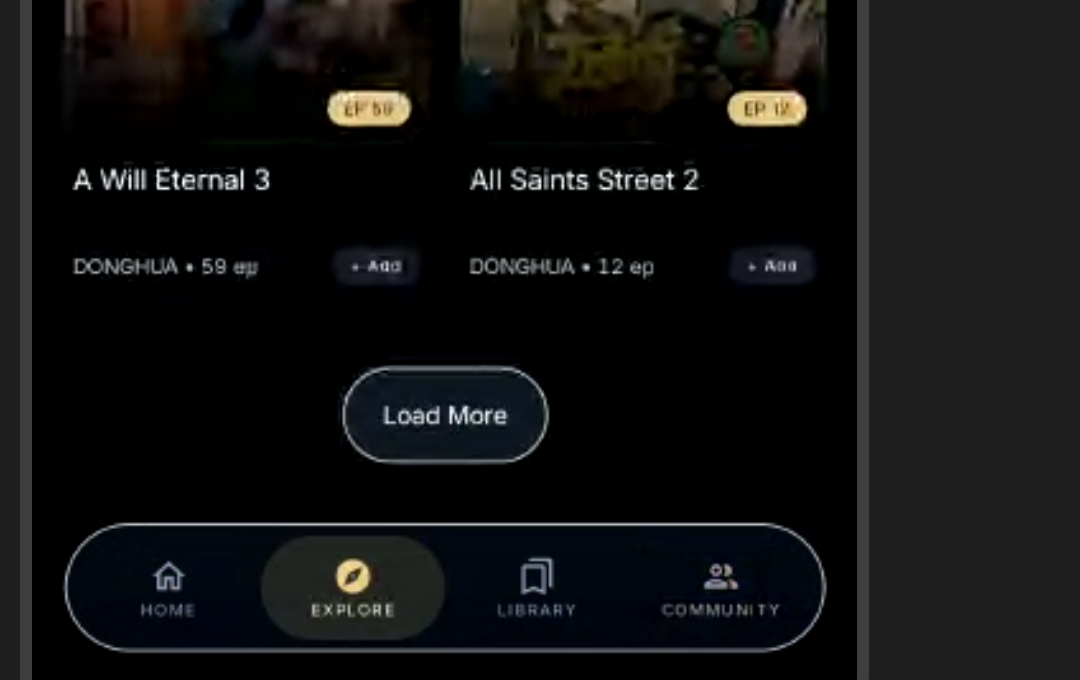 EP 59 EP 12
A Will Eternal 3 All Saints Street 2
DONGHUA • 59 ep + Add DONGHUA • 12 ep + Add
Load More
HOME EXPLORE LIBRARY COMMUNITY